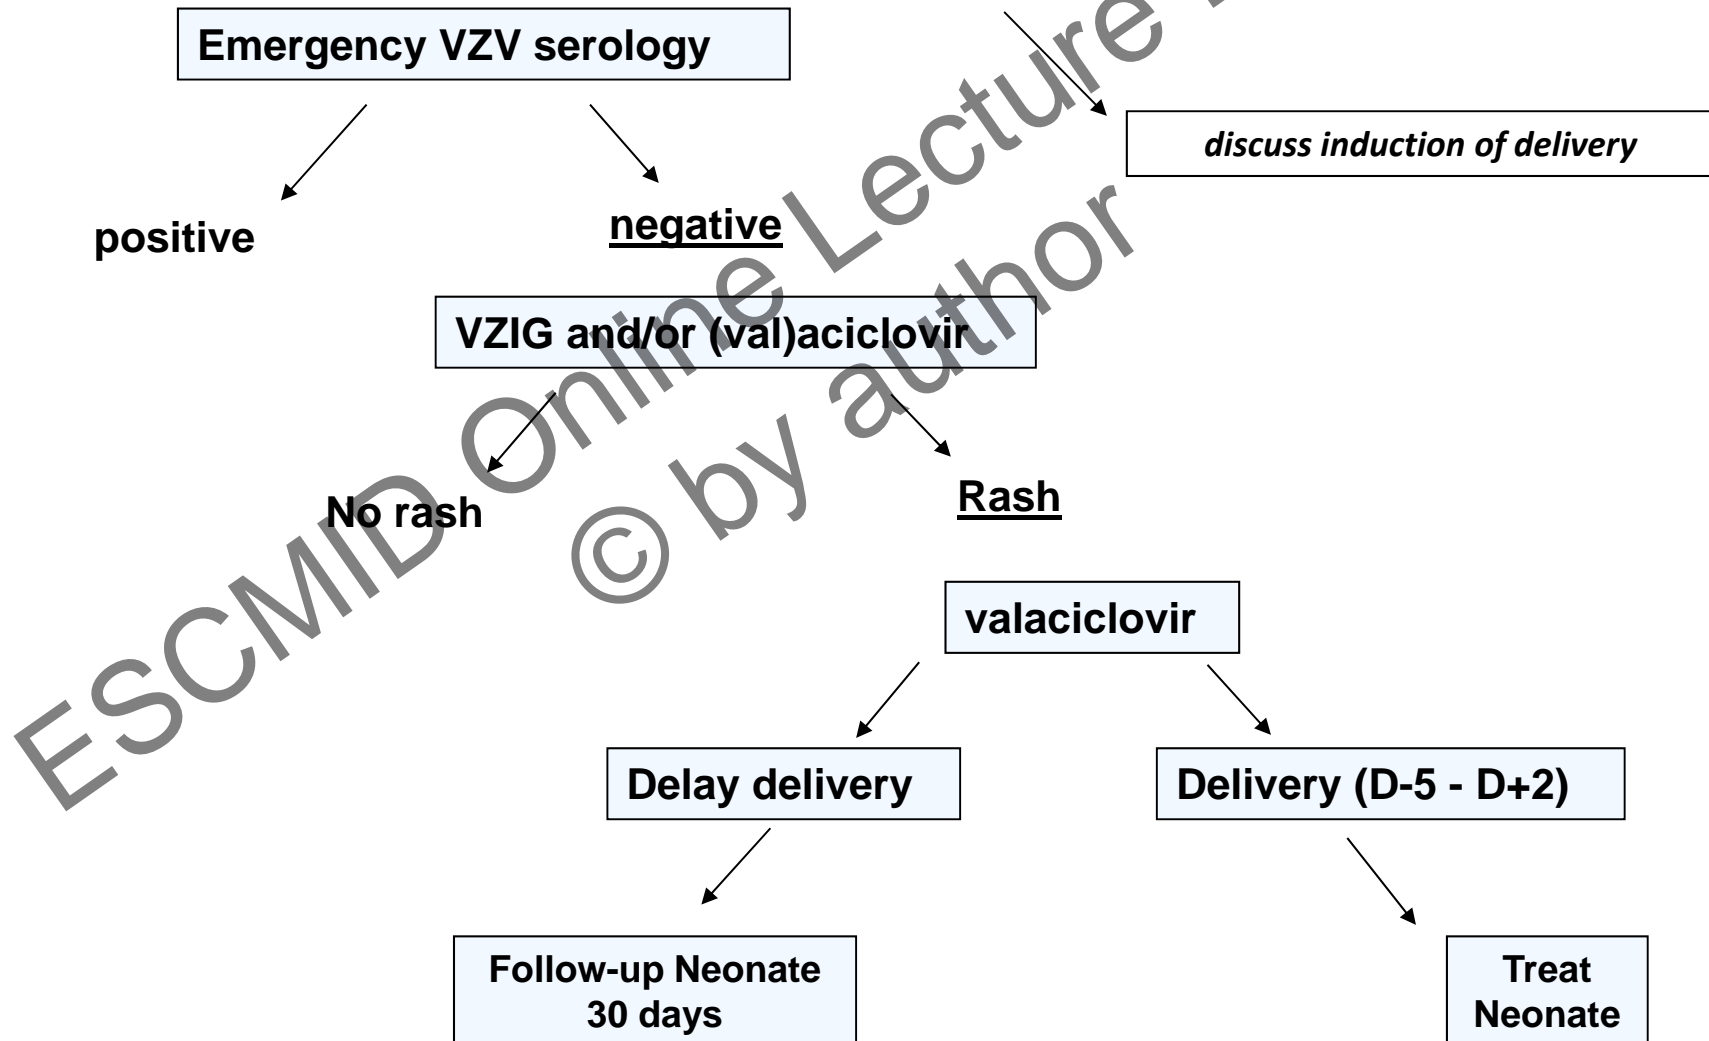 Emergency VZV serology
discuss induction of delivery
positive
negative
VZIG and/or (val)aciclovir
No rash
Rash
valaciclovir
Delay delivery
Delivery (D-5 - D+2)
Follow-up Neonate
30 days
Treat
Neonate
ESCMID Online Lecture
© by author